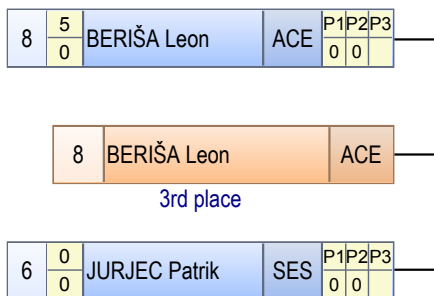 8 5 0 BERIŠA Leon ACE P1 P2 P3 0 0
8 BERIŠA Leon ACE
3rd place
6 0 0 JURJEC Patrik SES P1 P2 P3 0 0